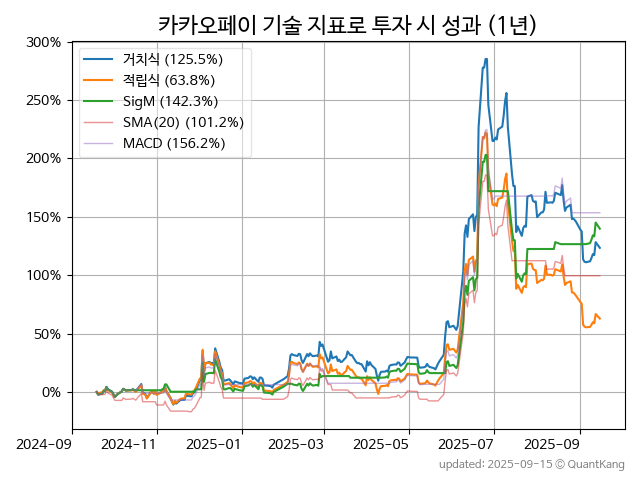 카카오페이 기술 지표로 투자 시 성과 (1년)
300%
250%
200%
150%
100%
50%
0%
거치식 (125.5%)
적립식 (63.8%)
SigM (142.3%)
SMA(20) (101.2%)
MACD (156.2%)
2024-09 2024-11 2025-01 2025-03 2025-05 2025-07 2025-09
updated: 2025-09-15 ⓒ QuantKang